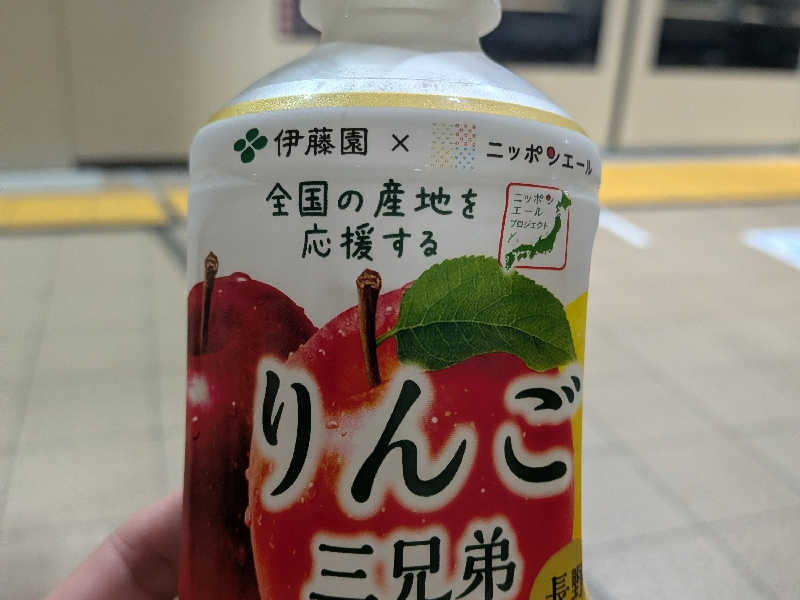 伊藤園 × ニッポンエール
全国の産地を
応援する
ニッポン
エール
プロジェクト
りんご
三兄弟
長野